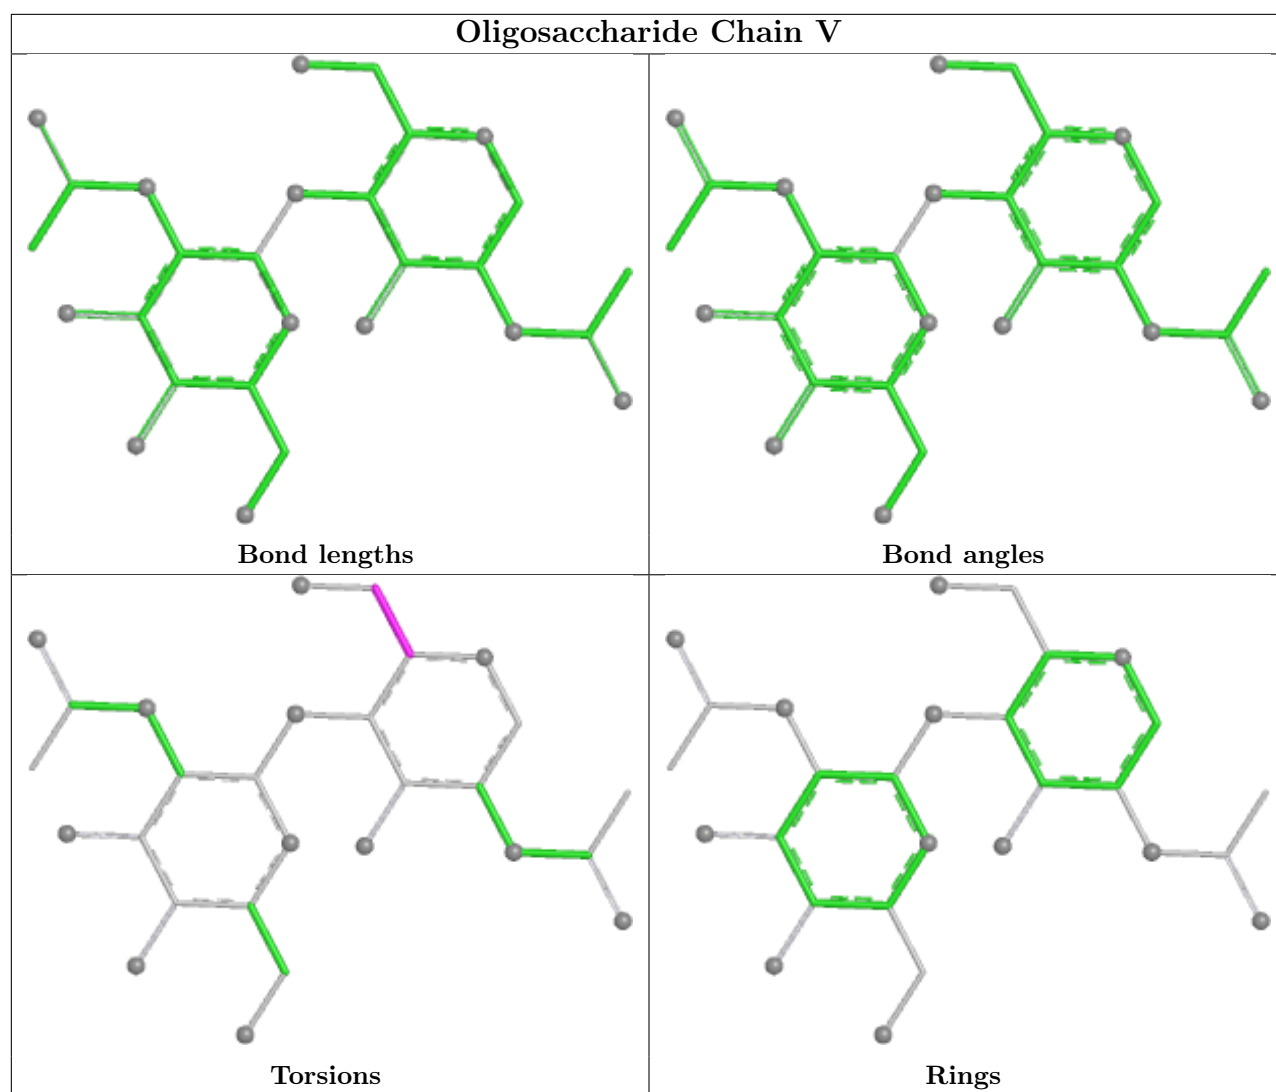 Oligosaccharide Chain V
Bond lengths
Bond angles
Torsions
Rings